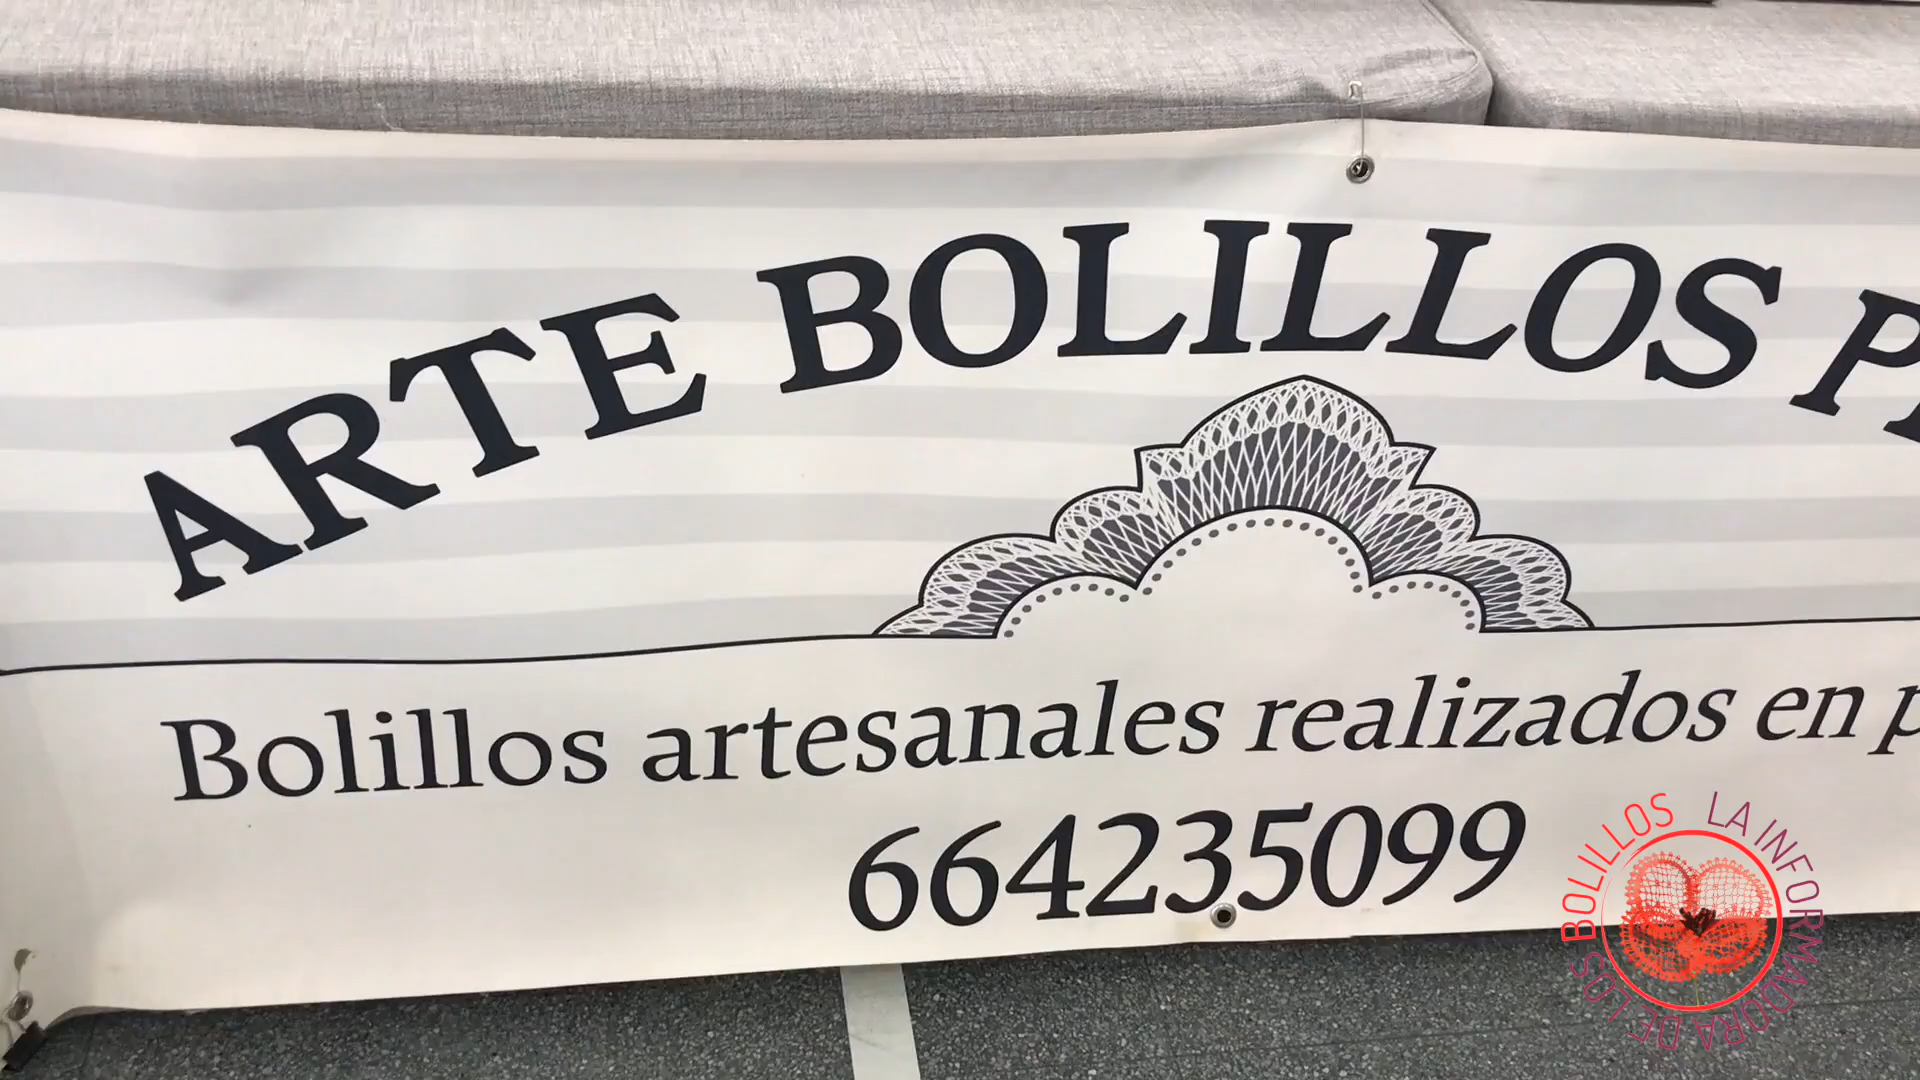 ARTE BOLILLOS
Bolillos artesanales realizados en
664235099
LA INFORMADORA DE LOS BOLILLOS